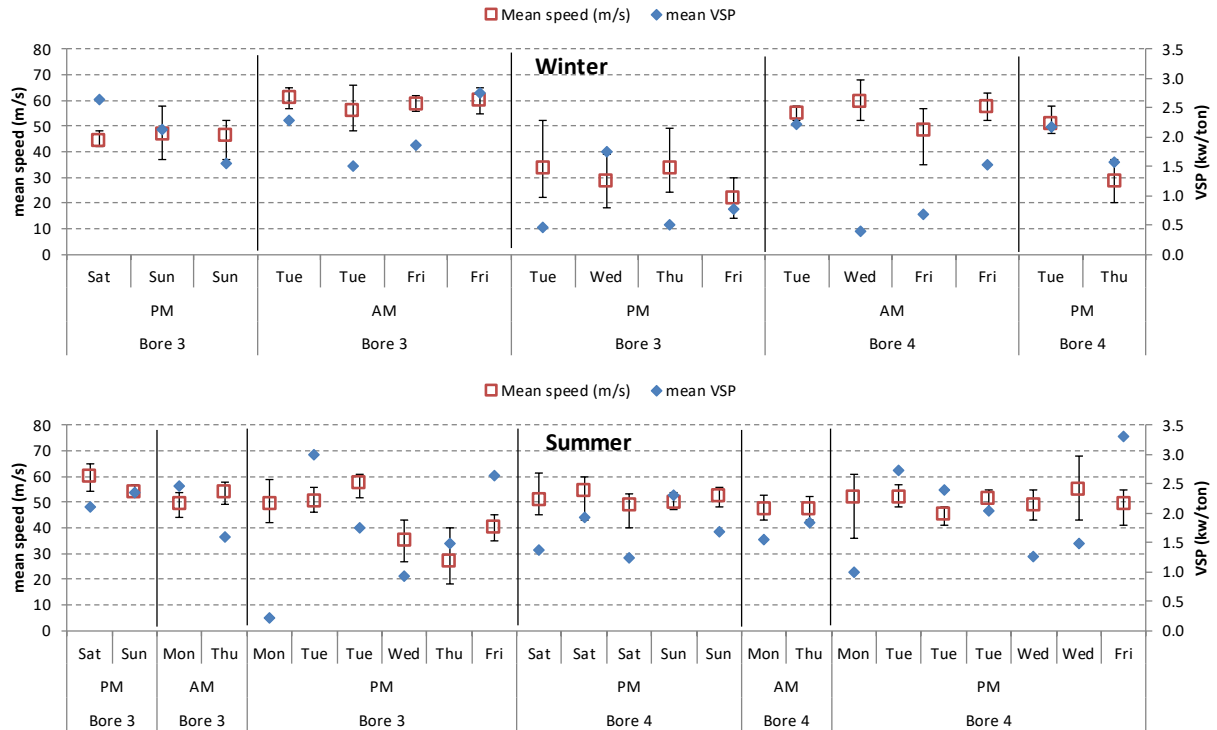 Mean speed (m/s) mean VSP
Winter
mean speed (m/s)
80
70
60
50
40
30
20
10
0
3.5
3.0
2.5
2.0
1.5
1.0
0.5
0.0
VSP (kw/ton)
Sat Sun Sun Tue Tue Fri Fri Tue Wed Thu Fri Tue Wed Fri Fri Tue Thu
PM AM PM AM PM
Bore 3 Bore 3 Bore 3 Bore 4 Bore 4
Mean speed (m/s) mean VSP
Summer
mean speed (m/s)
80
70
60
50
40
30
20
10
0
3.5
3.0
2.5
2.0
1.5
1.0
0.5
0.0
VSP (kw/ton)
Sat Sun Mon Thu Mon Tue Tue Wed Thu Fri Sat Sat Sat Sun Sun Mon Thu Mon Tue Tue Tue Wed Wed Fri
PM AM PM PM AM PM
Bore 3 Bore 3 Bore 3 Bore 4 Bore 4 Bore 4